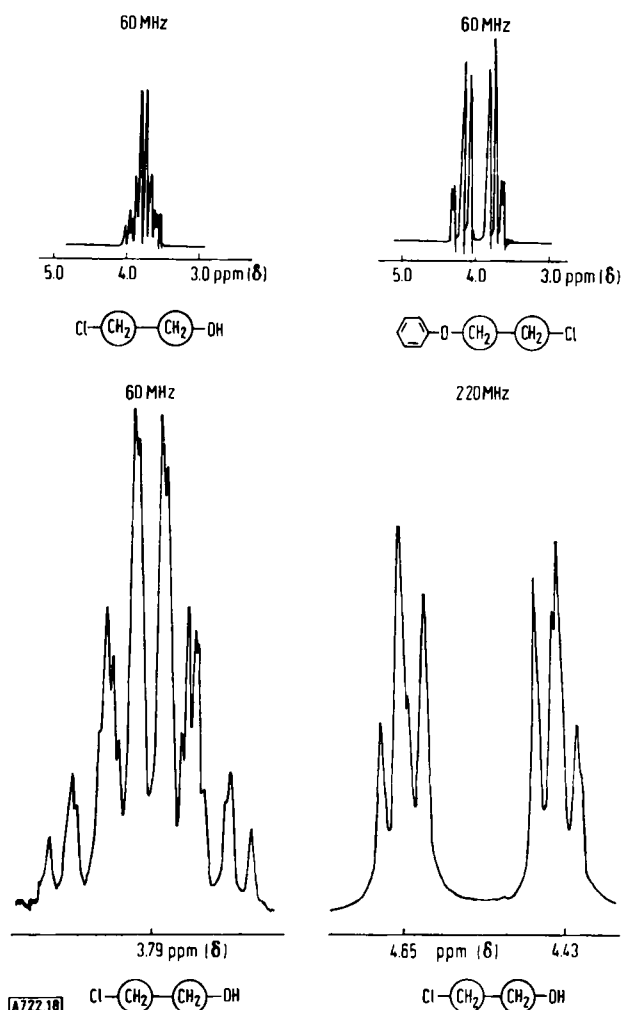 60 MHz 60 MHz
5.0 4.0 3.0 ppm (δ) 5.0 4.0 3.0 ppm (δ)
Cl-CH2-CH2-OH -O-CH2-CH2-Cl
60 MHz 220 MHz
3.79 ppm (δ) 4.65 ppm (δ) 4.43
A722.18 Cl-CH2-CH2-OH Cl-CH2-CH2-OH